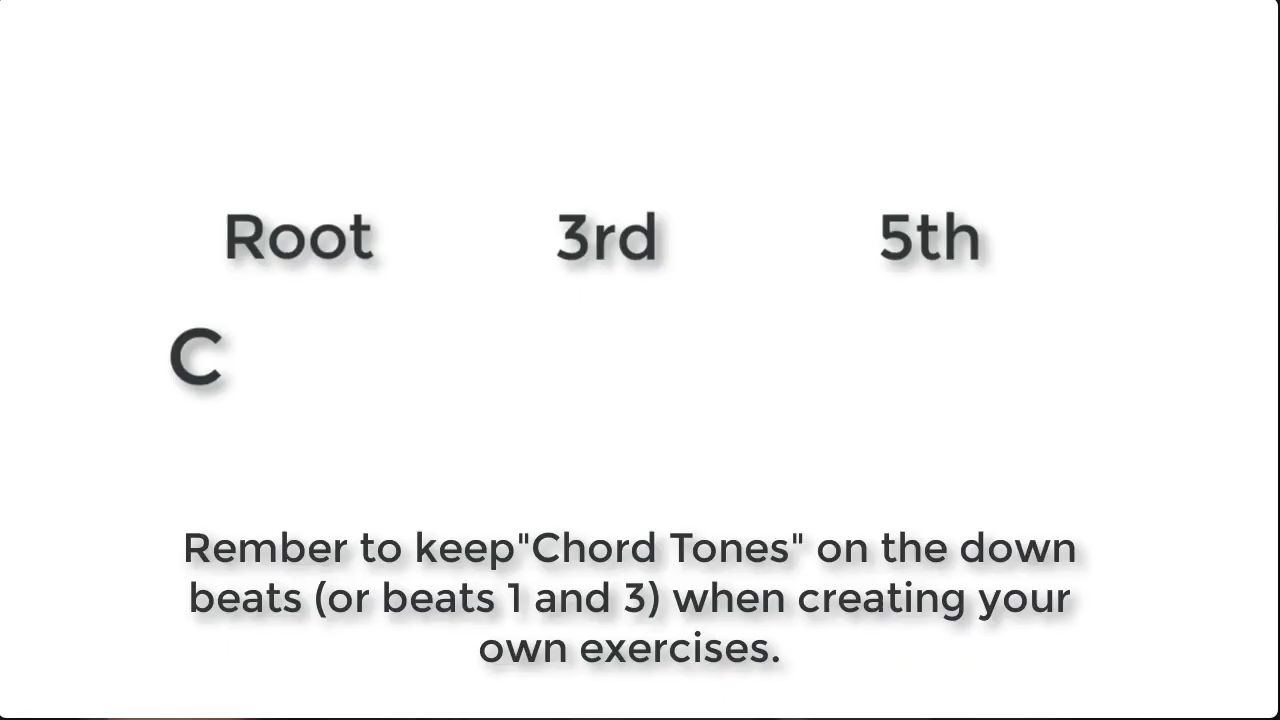 Root 3rd 5th
C
Rember to keep"Chord Tones" on the down
beats (or beats 1 and 3) when creating your
own exercises.